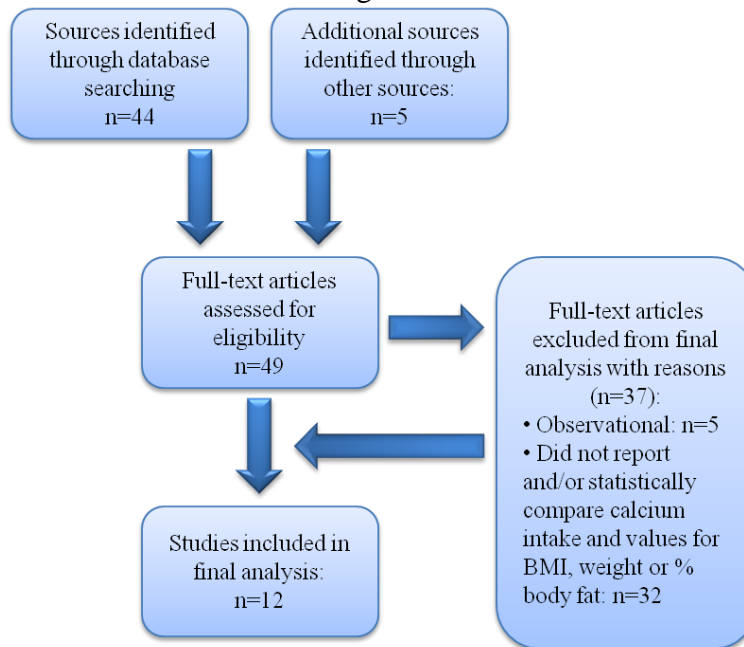 Sources identified
through database
searching
n=44
Additional sources
identified through
other sources:
n=5
Full-text articles
assessed for
eligibility
n=49
Full-text articles
excluded from final
analysis with reasons
(n=37):
• Observational: n=5
• Did not report
and/or statistically
compare calcium
intake and values for
BMI, weight or %
body fat: n=32
Studies included in
final analysis:
n=12